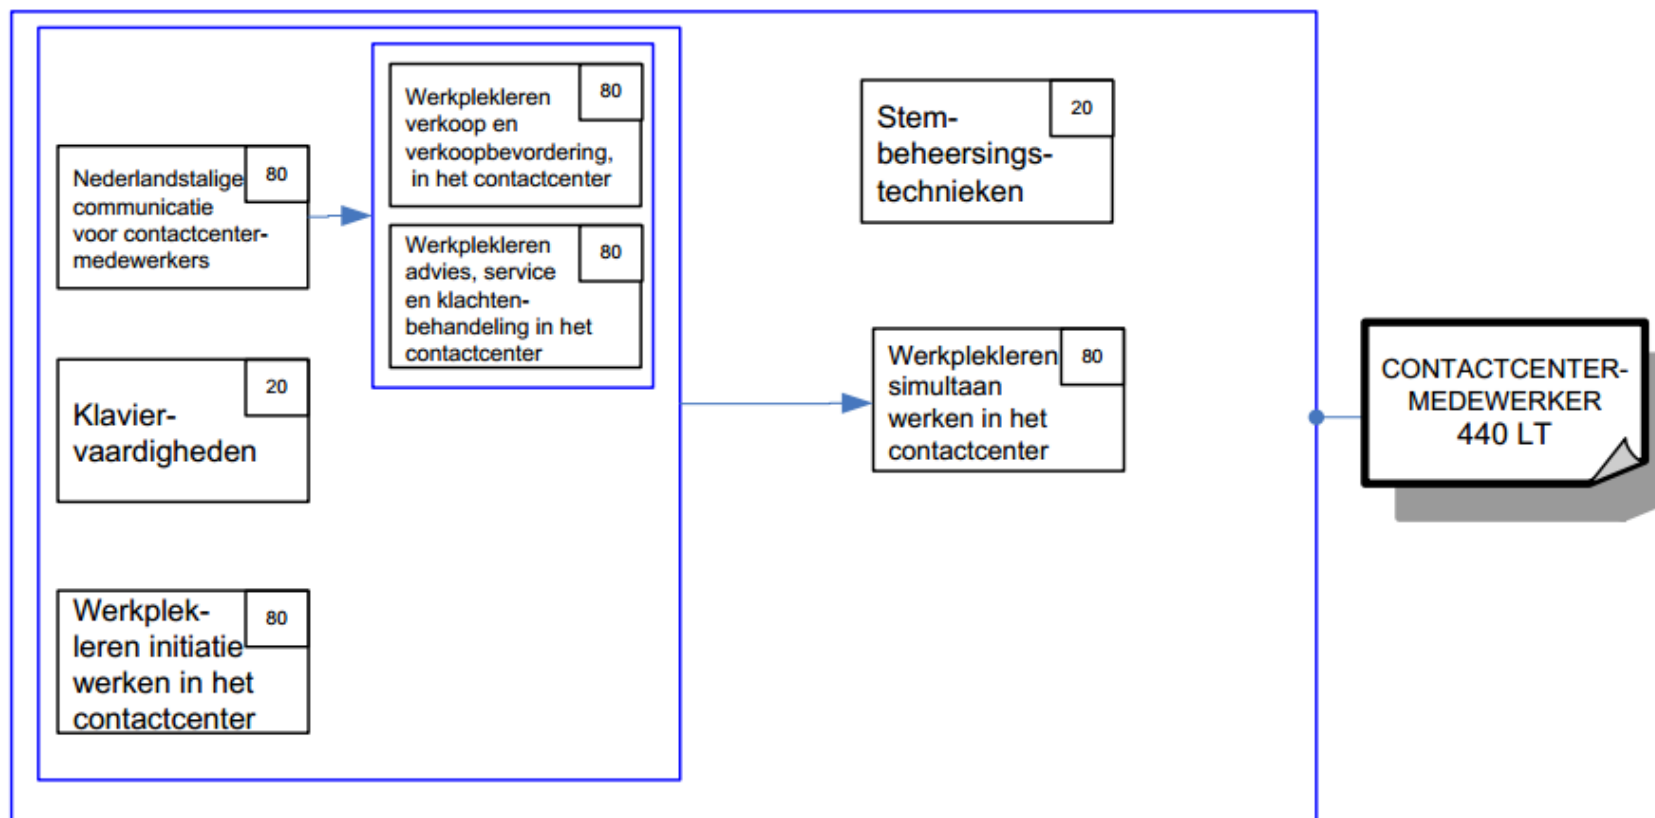 Nederlandstalige
communicatie
voor contactcenter-
medewerkers
80
Klavier-
vaardigheden
20
Werkplek-
leren initiatie
werken in het
contactcenter
80
Werkplekleren
verkoop en
verkoopbevordering,
in het contactcenter
80
Werkplekleren
advies, service
en klachten-
behandeling in het
contactcenter
80
Stem-
beheersings-
technieken
20
Werkplekleren
simultaan
werken in het
contactcenter
80
CONTACTCENTER-
MEDEWERKER
440 LT